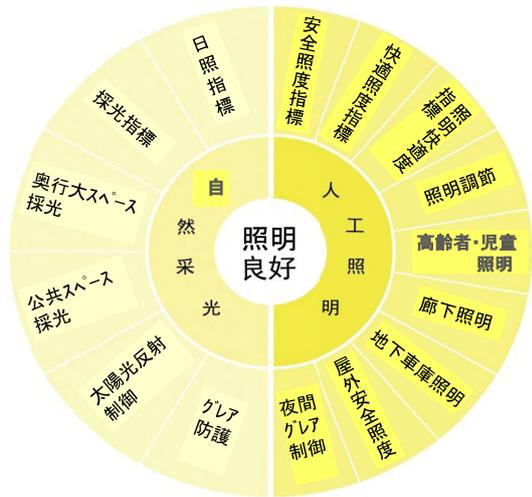 照明
良好
人工照明
自然采光
安全照度指標
快適照度指標
照明快適度
指標
照明調節
高齢者・児童
照明
廊下照明
地下車庫照明
屋外安全照度
夜間
グレア
制御
グレア
防護
太陽光反射
制御
公共スペース
採光
奥行大スペース
採光
採光指標
日照指標